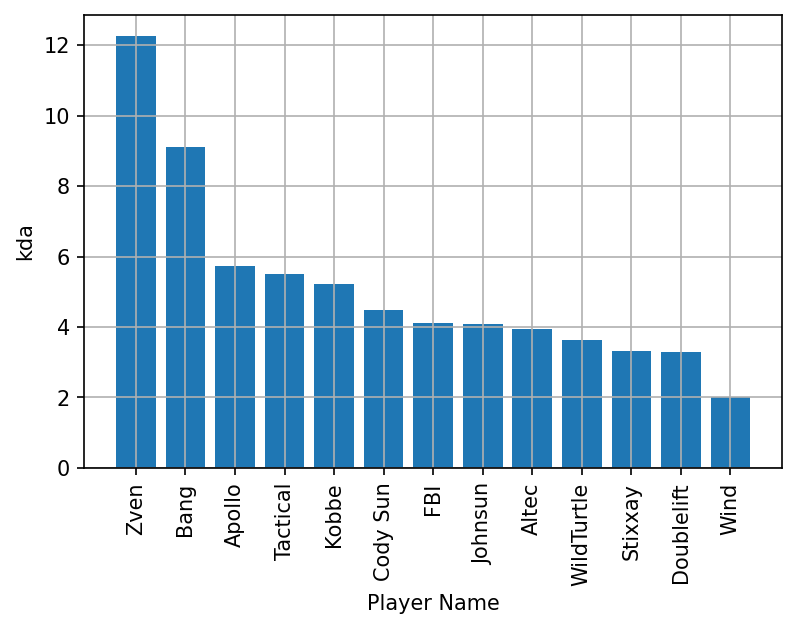 12
10
8
6
4
2
0
kda
Zven
Bang
Apollo
Tactical
Kobbe
Cody Sun
FBI
Johnsun
Altec
WildTurtle
Stixxay
Doublelift
Wind
Player Name